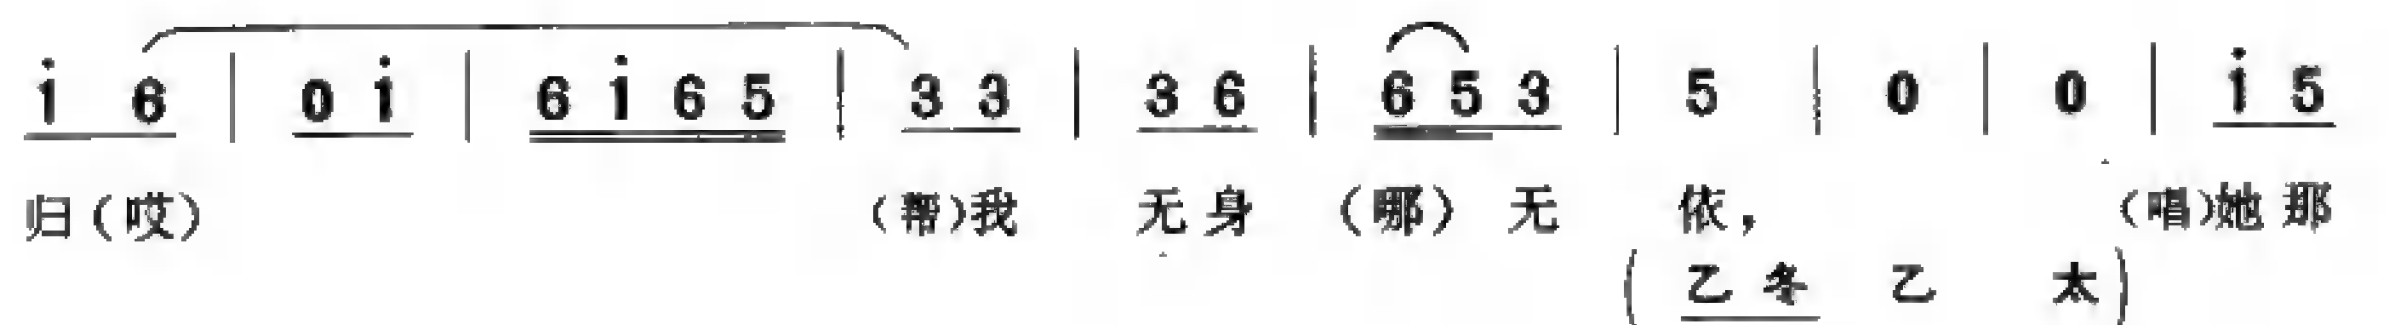 i̇ 6 | 0 i̇ | 6 i̇ 6 5 | 3 3 | 3 6 | 6 5 3 | 5 | 0 | 0 | i̇ 5
归（哎） （帮）我 无身 （哪）无 依， （唱）她那
（乙冬 乙 太）